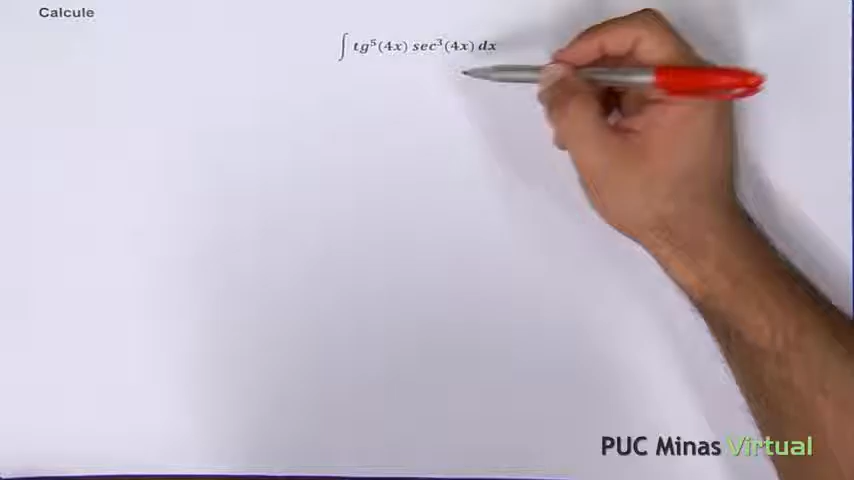 Calcule
∫ tg⁵(4x) sec³(4x) dx
PUC Minas Virtual